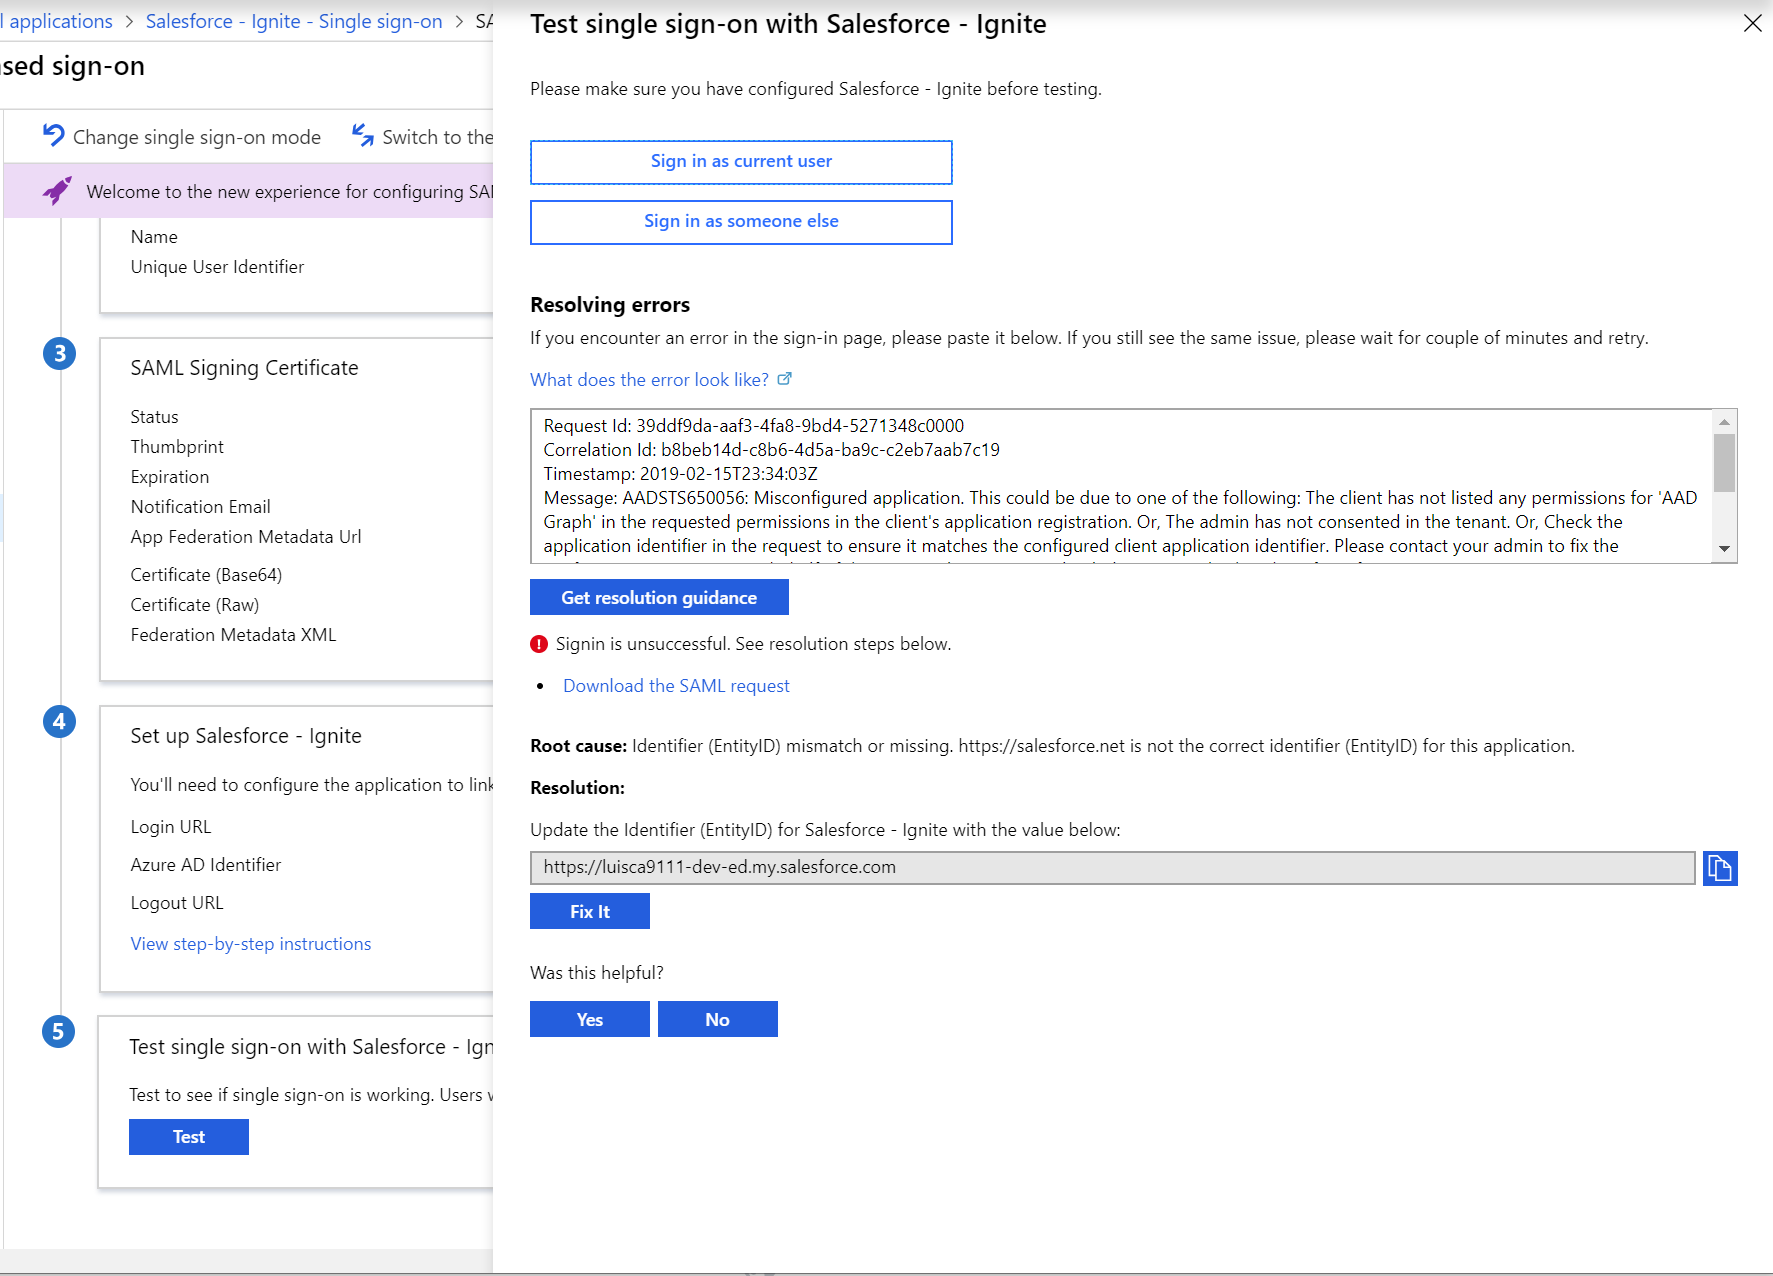 l applications > Salesforce - Ignite - Single sign-on > SA
sed sign-on
Change single sign-on mode
Switch to the
Welcome to the new experience for configuring SA
Name
Unique User Identifier
3
SAML Signing Certificate
Status
Thumbprint
Expiration
Notification Email
App Federation Metadata Url
Certificate (Base64)
Certificate (Raw)
Federation Metadata XML
4
Set up Salesforce - Ignite
You'll need to configure the application to link
Login URL
Azure AD Identifier
Logout URL
View step-by-step instructions
5
Test single sign-on with Salesforce - Ign
Test to see if single sign-on is working. Users
Test
Test single sign-on with Salesforce - Ignite
Please make sure you have configured Salesforce - Ignite before testing.
Sign in as current user
Sign in as someone else
Resolving errors
If you encounter an error in the sign-in page, please paste it below. If you still see the same issue, please wait for couple of minutes and retry.
What does the error look like?
Request Id: 39ddf9da-aaf3-4fa8-9bd4-5271348c0000
Correlation Id: b8beb14d-c8b6-4d5a-ba9c-c2eb7aab7c19
Timestamp: 2019-02-15T23:34:03Z
Message: AADSTS650056: Misconfigured application. This could be due to one of the following: The client has not listed any permissions for 'AAD
Graph' in the requested permissions in the client's application registration. Or, The admin has not consented in the tenant. Or, Check the
application identifier in the request to ensure it matches the configured client application identifier. Please contact your admin to fix the
Get resolution guidance
Signin is unsuccessful. See resolution steps below.
• Download the SAML request
Root cause: Identifier (EntityID) mismatch or missing. https://salesforce.net is not the correct identifier (EntityID) for this application.
Resolution:
Update the Identifier (EntityID) for Salesforce - Ignite with the value below:
https://luisca9111-dev-ed.my.salesforce.com
Fix It
Was this helpful?
Yes
No